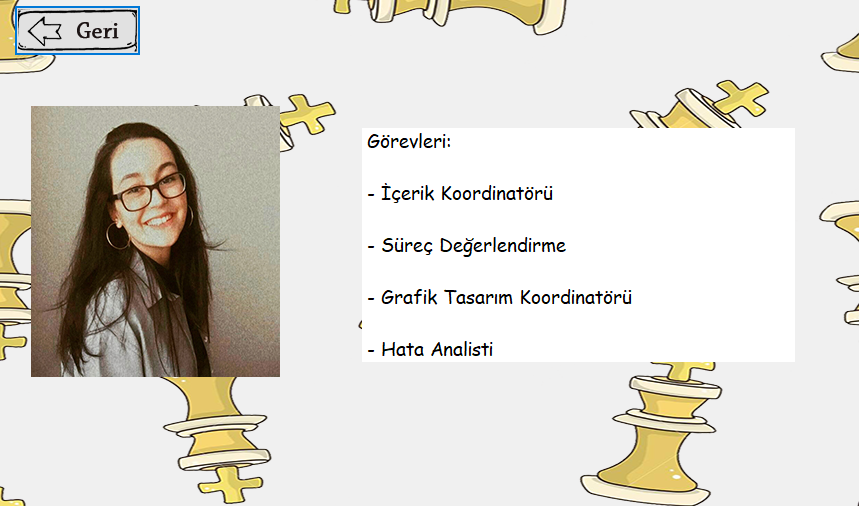 Geri
Görevleri:
- İçerik Koordinatörü
- Süreç Değerlendirme
- Grafik Tasarım Koordinatörü
- Hata Analisti